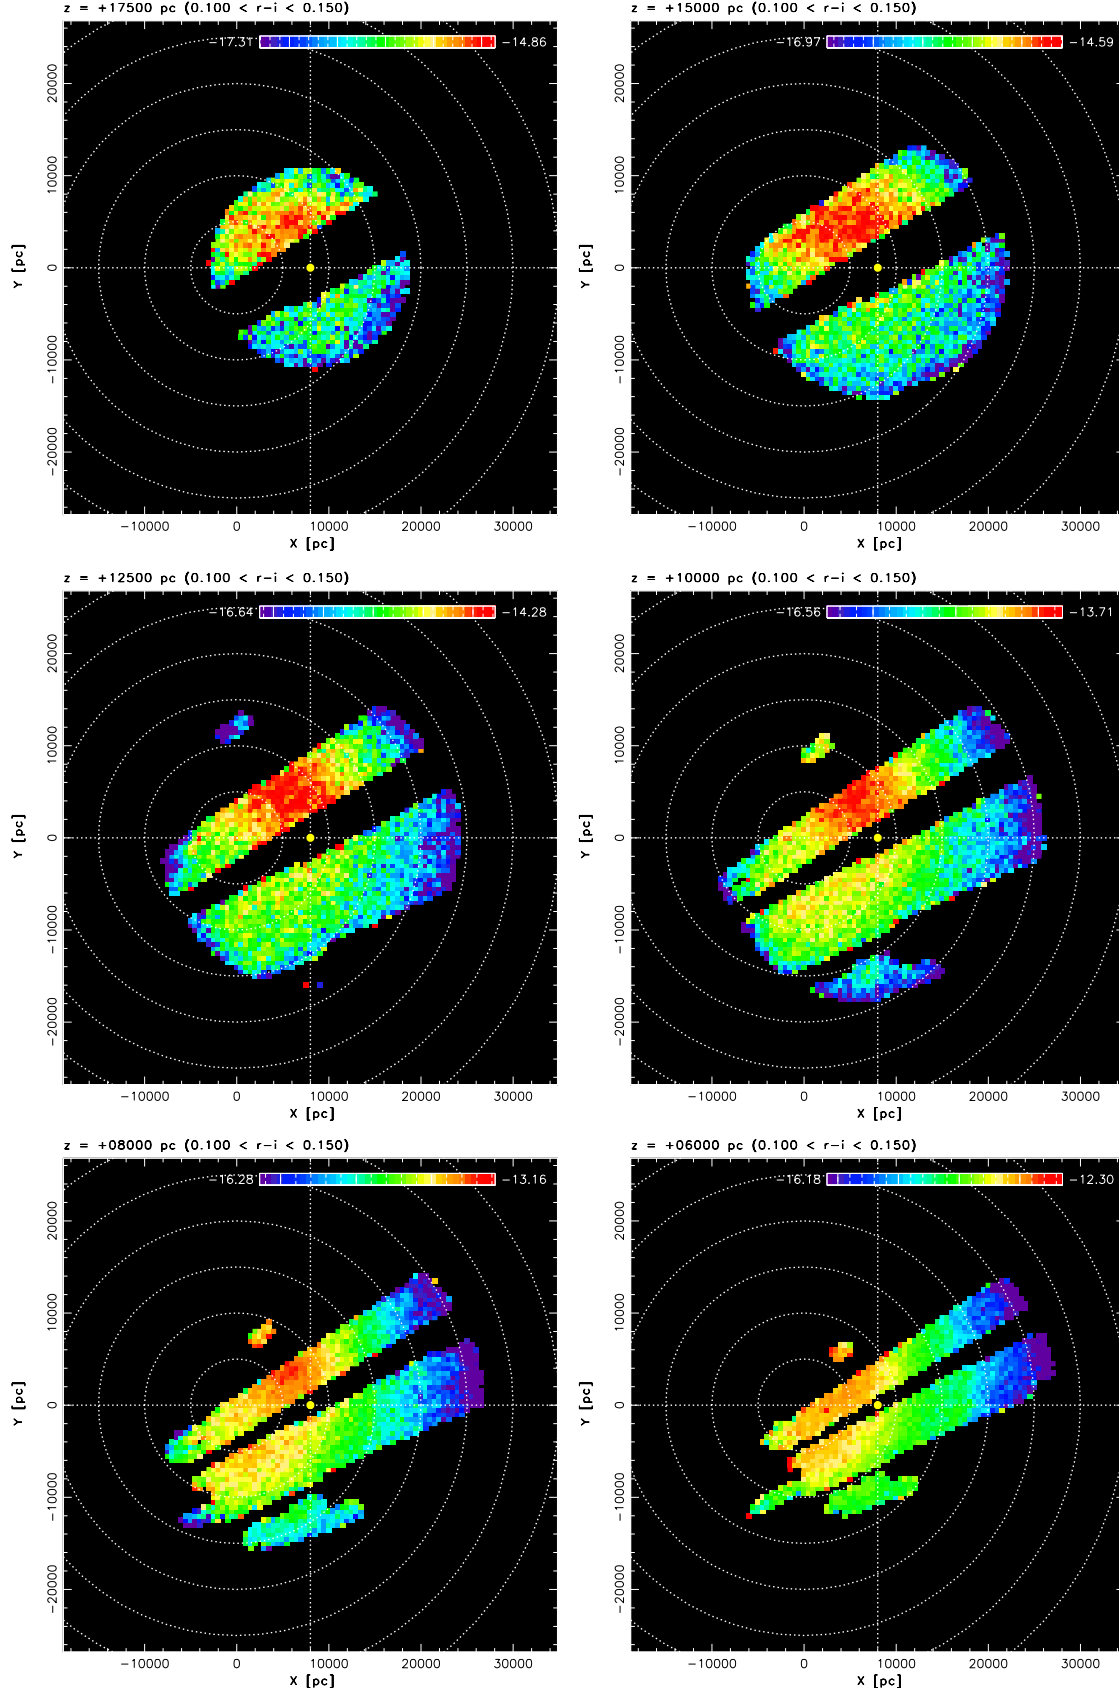 z = +17500 pc (0.100 < r-i < 0.150)
−17.31 −14.86
20000
10000
0
−10000
−20000
Y [pc]
−10000 0 10000 20000 30000
X [pc]
z = +15000 pc (0.100 < r-i < 0.150)
−16.97 −14.59
20000
10000
0
−10000
−20000
Y [pc]
−10000 0 10000 20000 30000
X [pc]
z = +12500 pc (0.100 < r-i < 0.150)
−16.64 −14.28
20000
10000
0
−10000
−20000
Y [pc]
−10000 0 10000 20000 30000
X [pc]
z = +10000 pc (0.100 < r-i < 0.150)
−16.56 −13.71
20000
10000
0
−10000
−20000
Y [pc]
−10000 0 10000 20000 30000
X [pc]
z = +08000 pc (0.100 < r-i < 0.150)
−16.28 −13.16
20000
10000
0
−10000
−20000
Y [pc]
−10000 0 10000 20000 30000
X [pc]
z = +06000 pc (0.100 < r-i < 0.150)
−16.18 −12.30
20000
10000
0
−10000
−20000
Y [pc]
−10000 0 10000 20000 30000
X [pc]